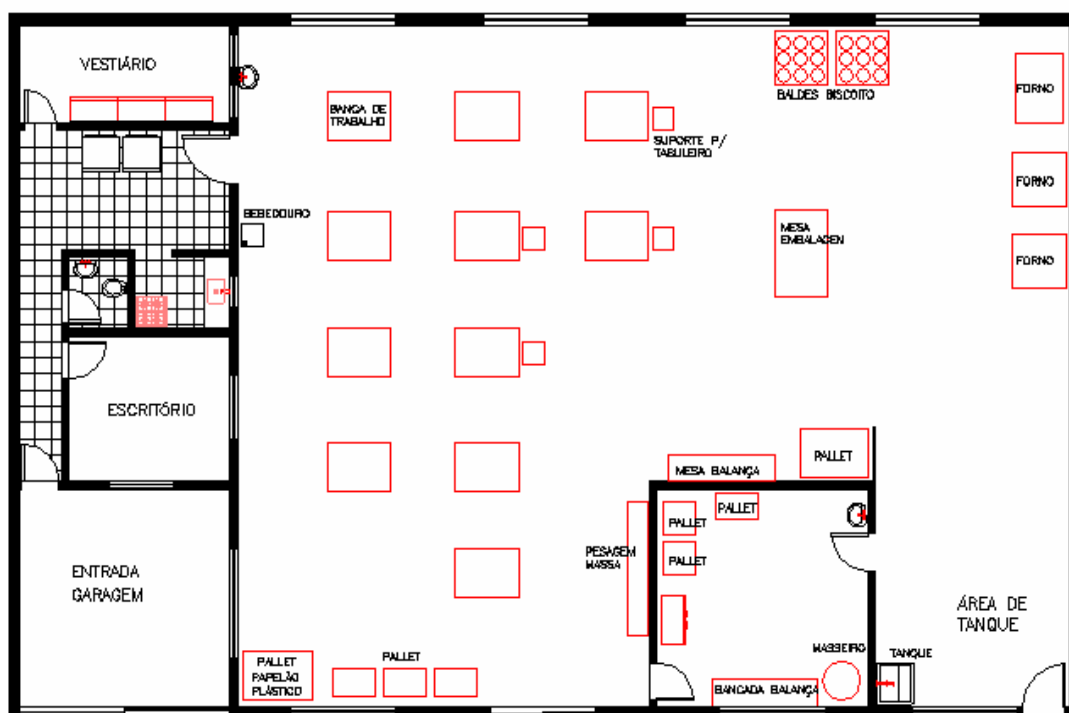 VESTIÁRIO
BANCA DE
TRABALHO
SUPORTE P/
TABULEIRO
BALDES BISCOITO
FORNO
FORNO
FORNO
BEBEDOURO
MESA
EMBALAGEN
ESCRITÓRIO
MESA BALANÇA
PALLET
PALLET
PALLET
PALLET
PESAGEM
MASSA
ENTRADA
GARAGEM
ÁREA DE
TANQUE
MASSEIRO
TANQUE
PALLET
PAPELÃO
PLÁSTICO
PALLET
BANCADA BALANÇA